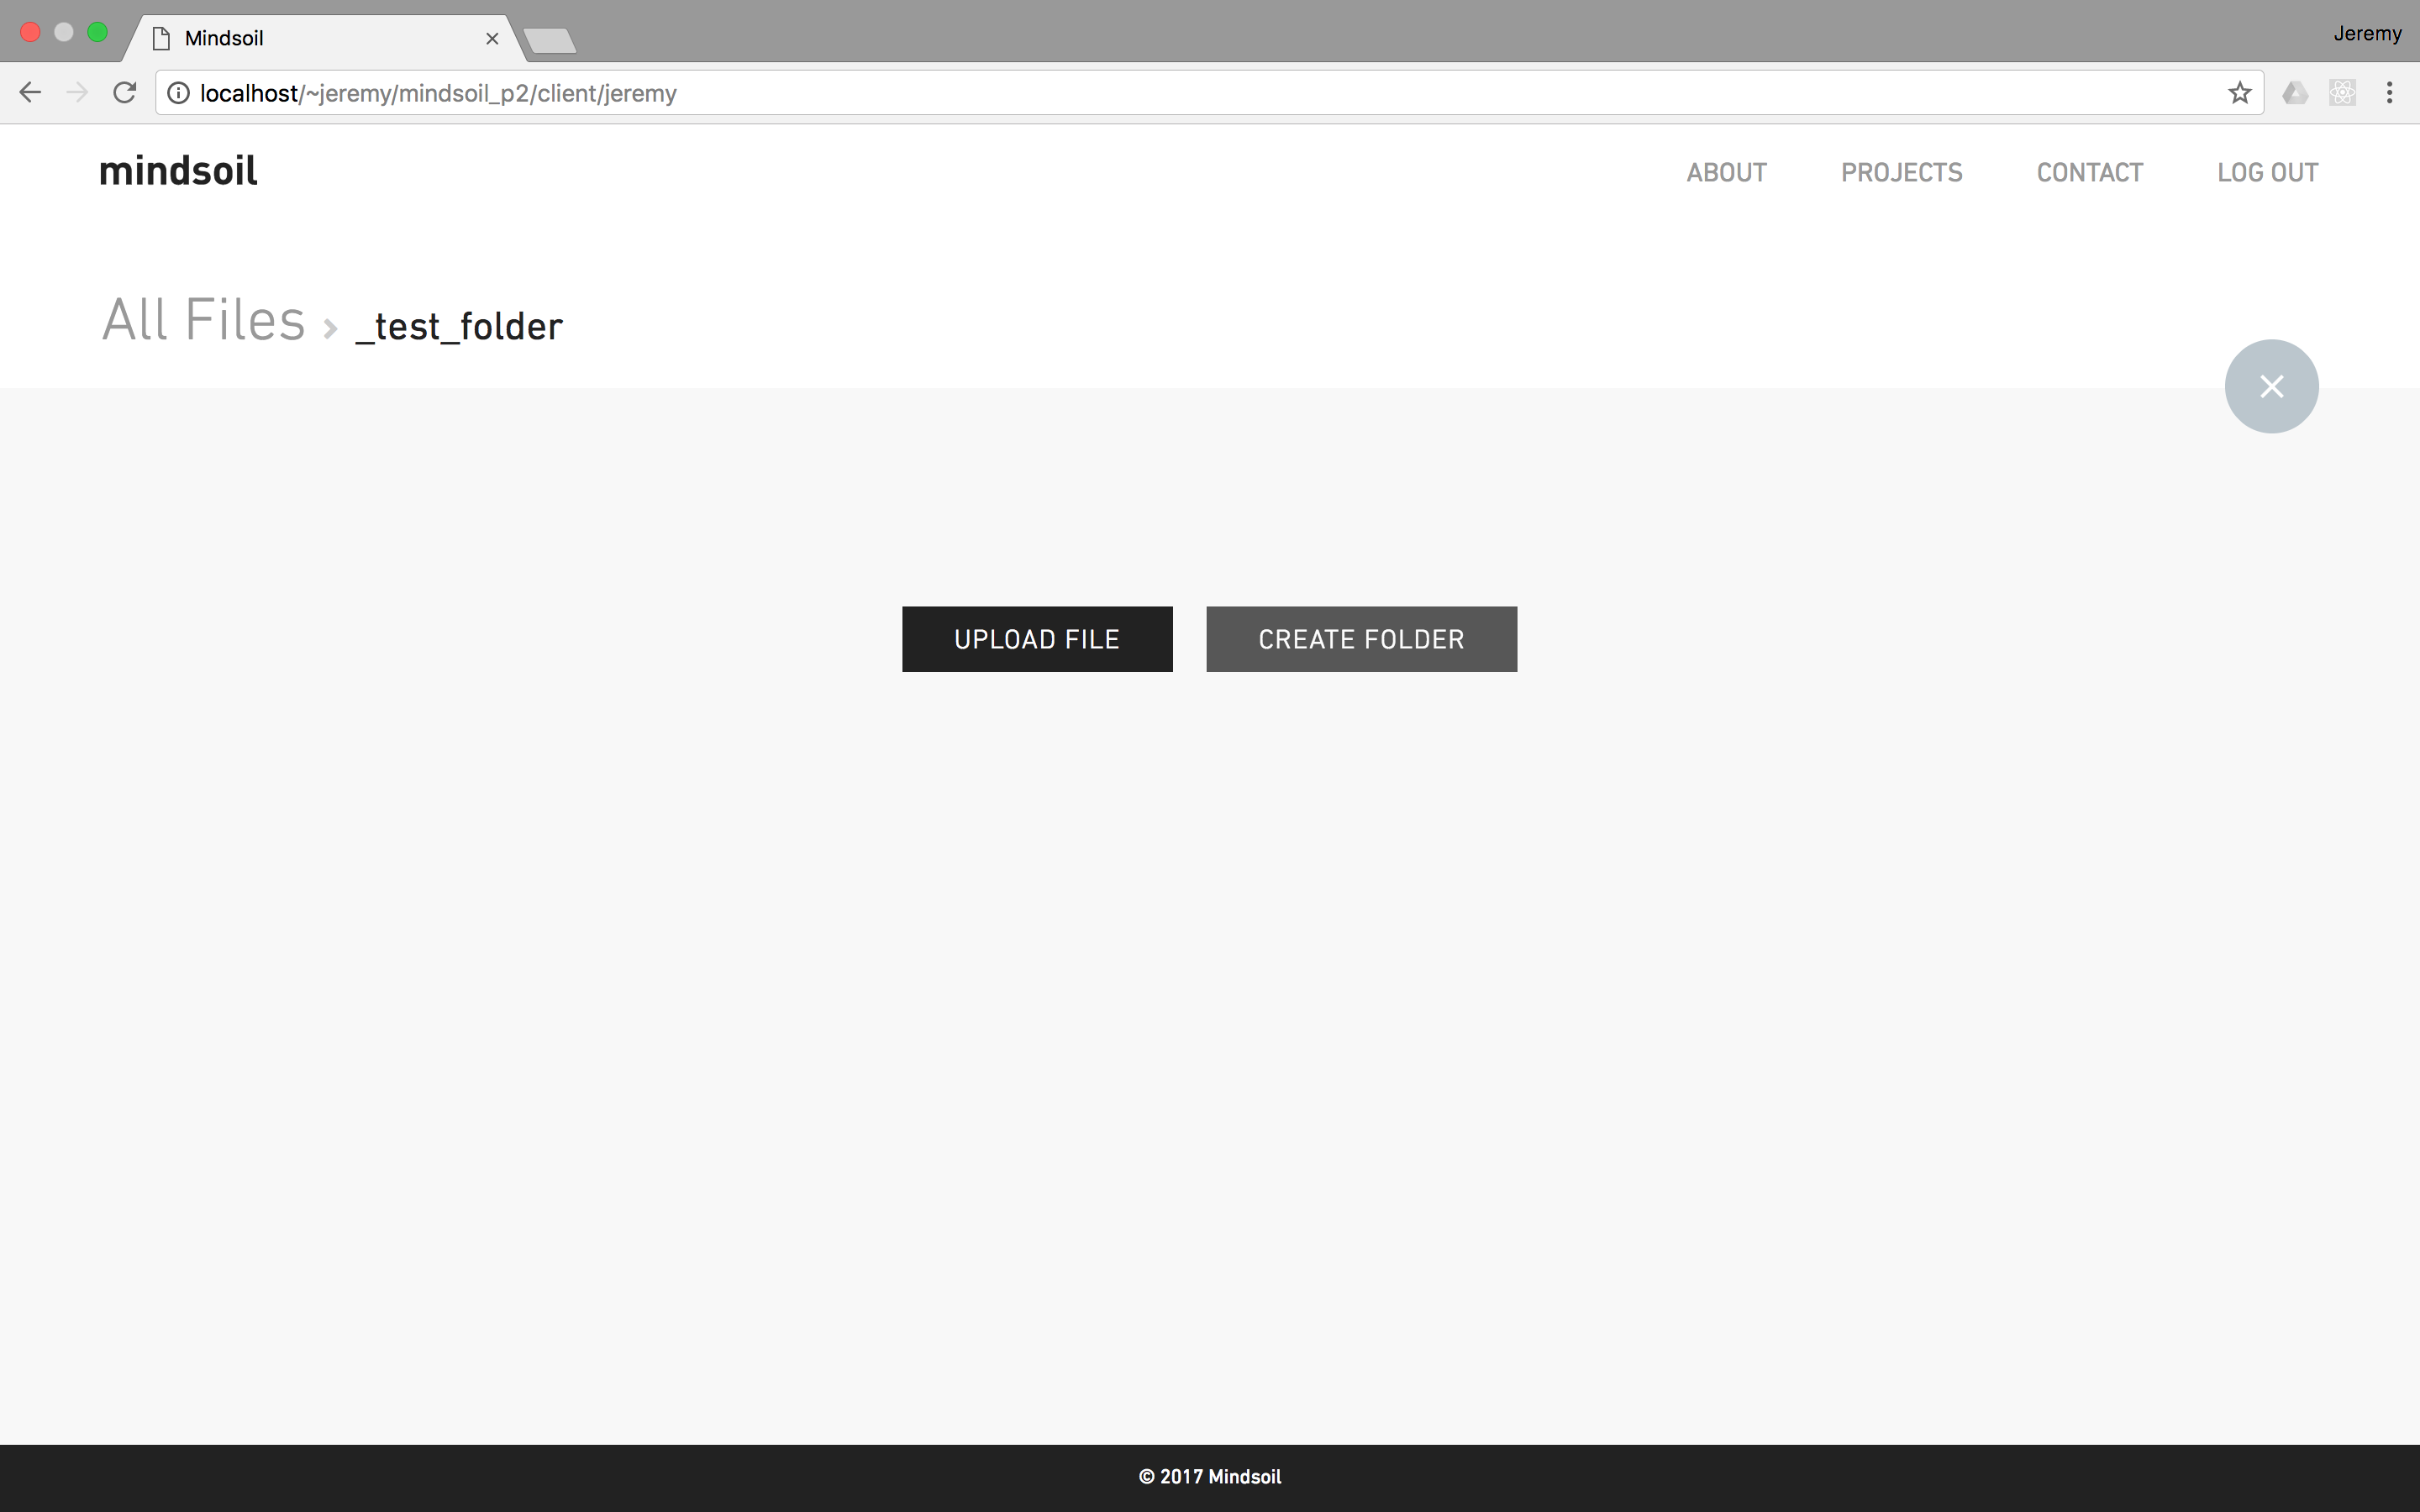 Mindsoil
Jeremy
localhost/~jeremy/mindsoil_p2/client/jeremy
mindsoil ABOUT PROJECTS CONTACT LOG OUT
All Files > _test_folder
UPLOAD FILE CREATE FOLDER
© 2017 Mindsoil